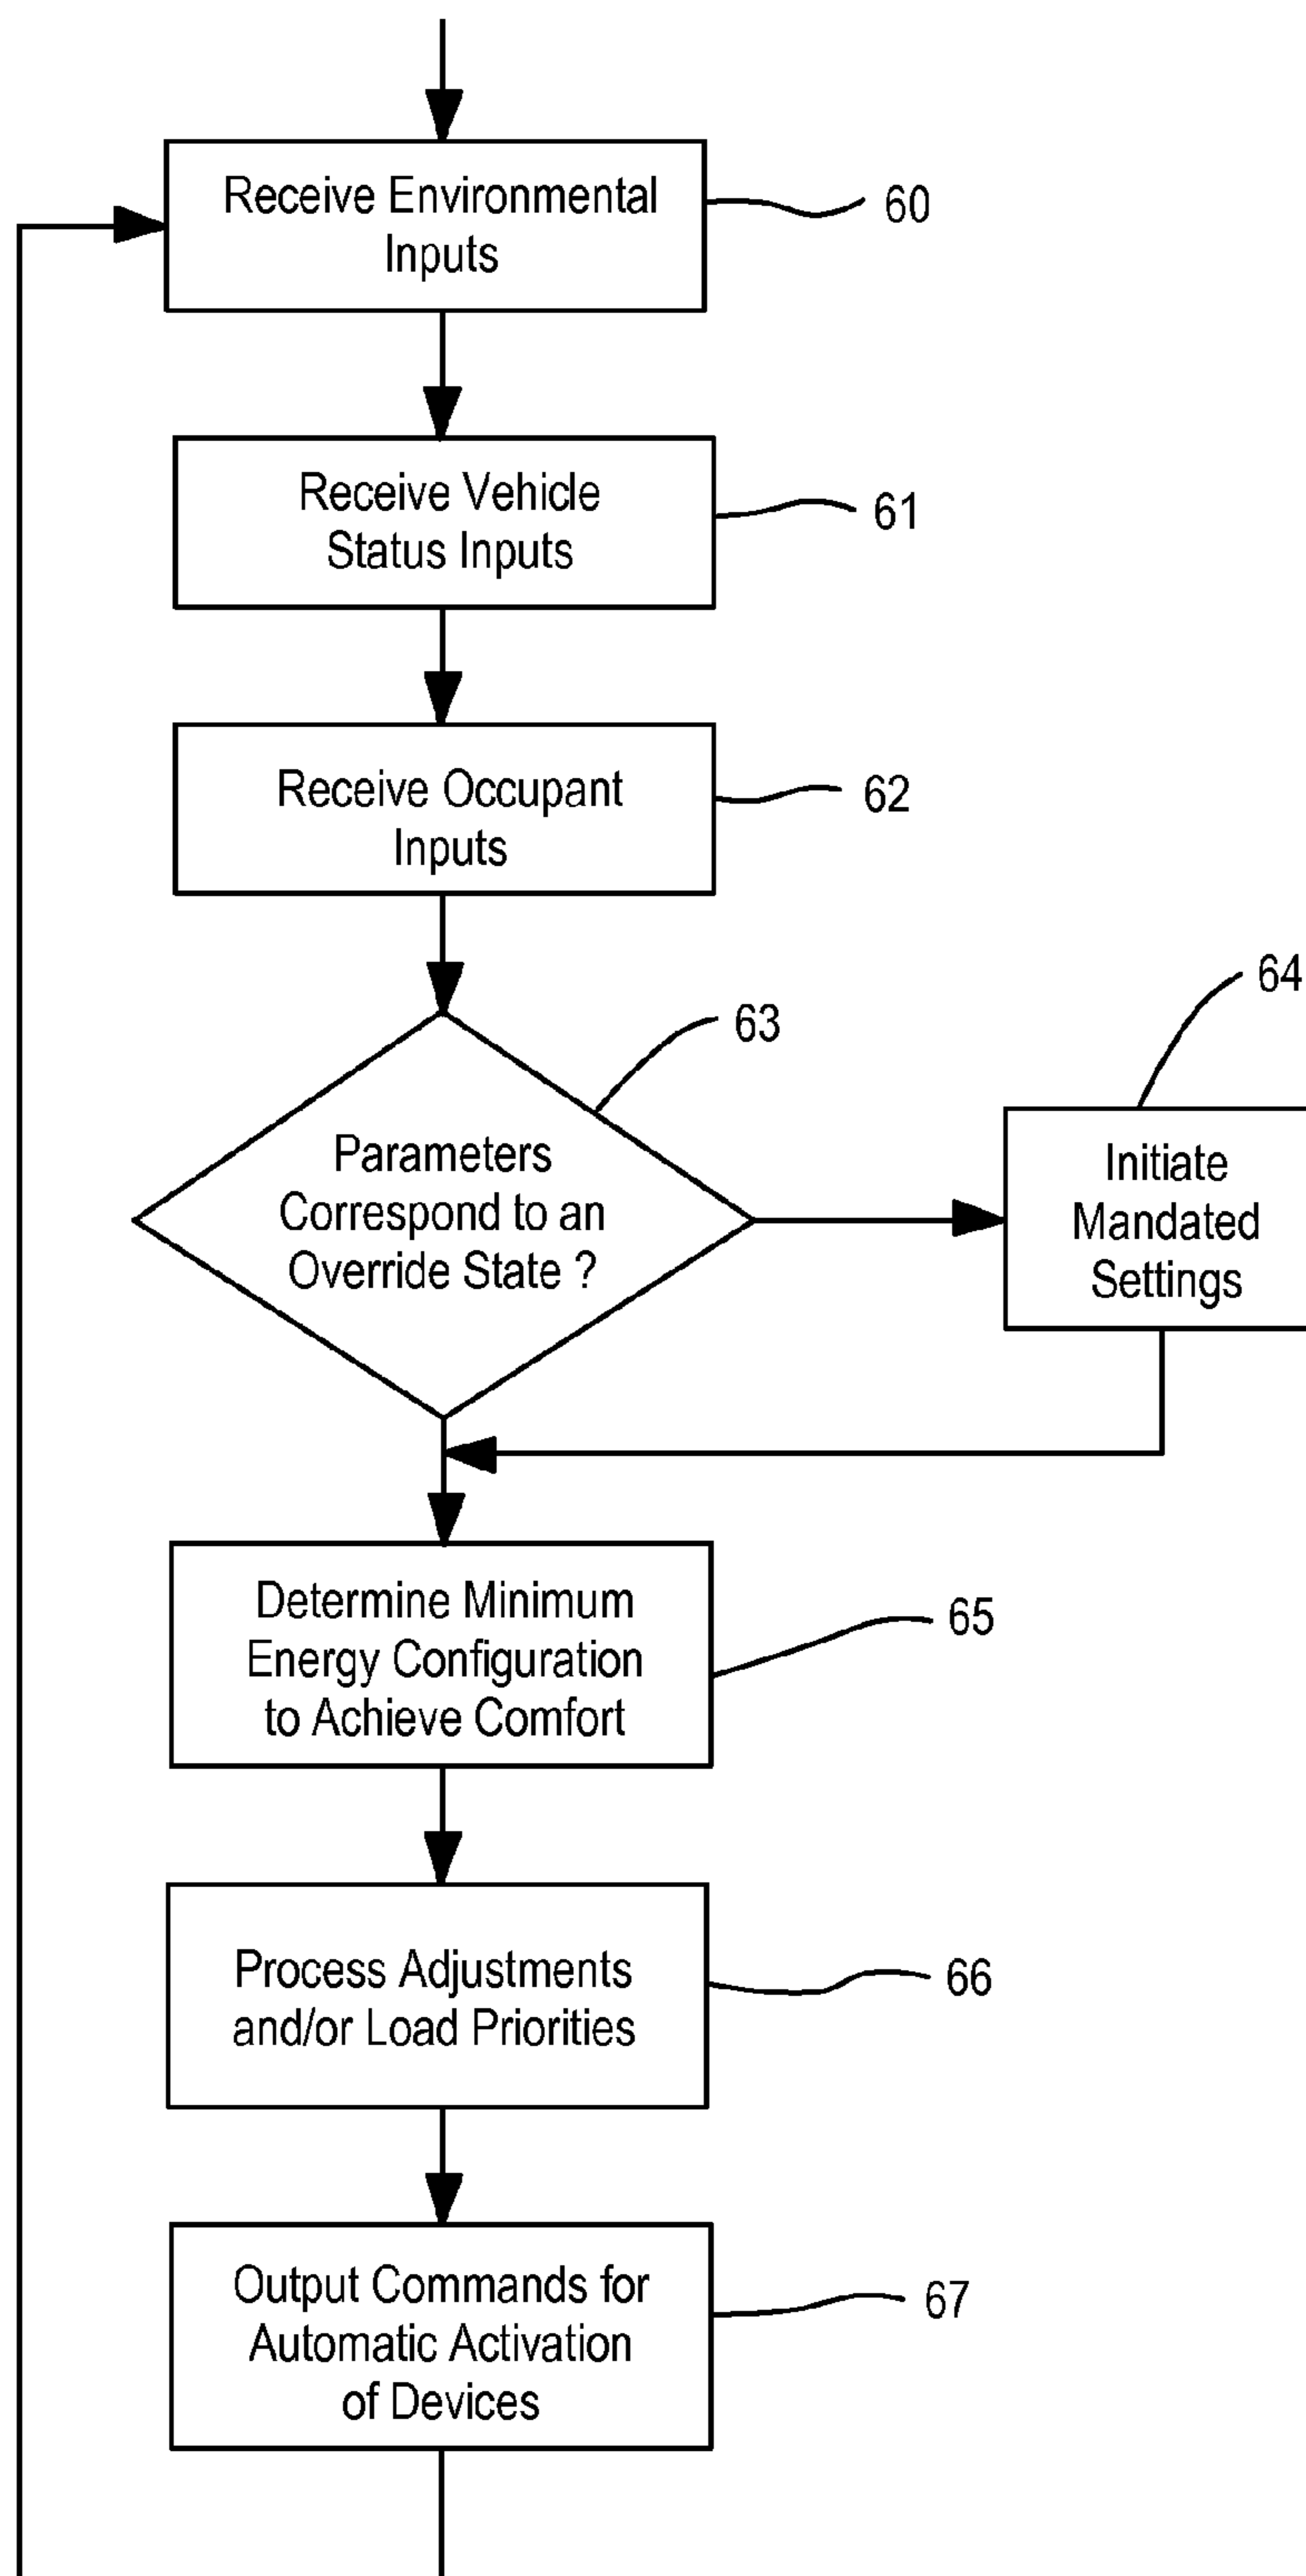 Receive Environmental
Inputs
60
Receive Vehicle
Status Inputs
61
Receive Occupant
Inputs
62
63
Parameters
Correspond to an
Override State ?
64
Initiate
Mandated
Settings
Determine Minimum
Energy Configuration
to Achieve Comfort
65
Process Adjustments
and/or Load Priorities
66
Output Commands for
Automatic Activation
of Devices
67